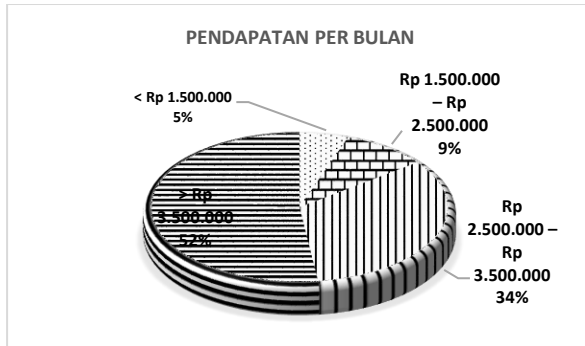 PENDAPATAN PER BULAN
< Rp 1.500.000
5%
Rp 1.500.000
– Rp
2.500.000
9%
Rp
2.500.000 –
Rp
3.500.000
34%
> Rp
3.500.000
52%